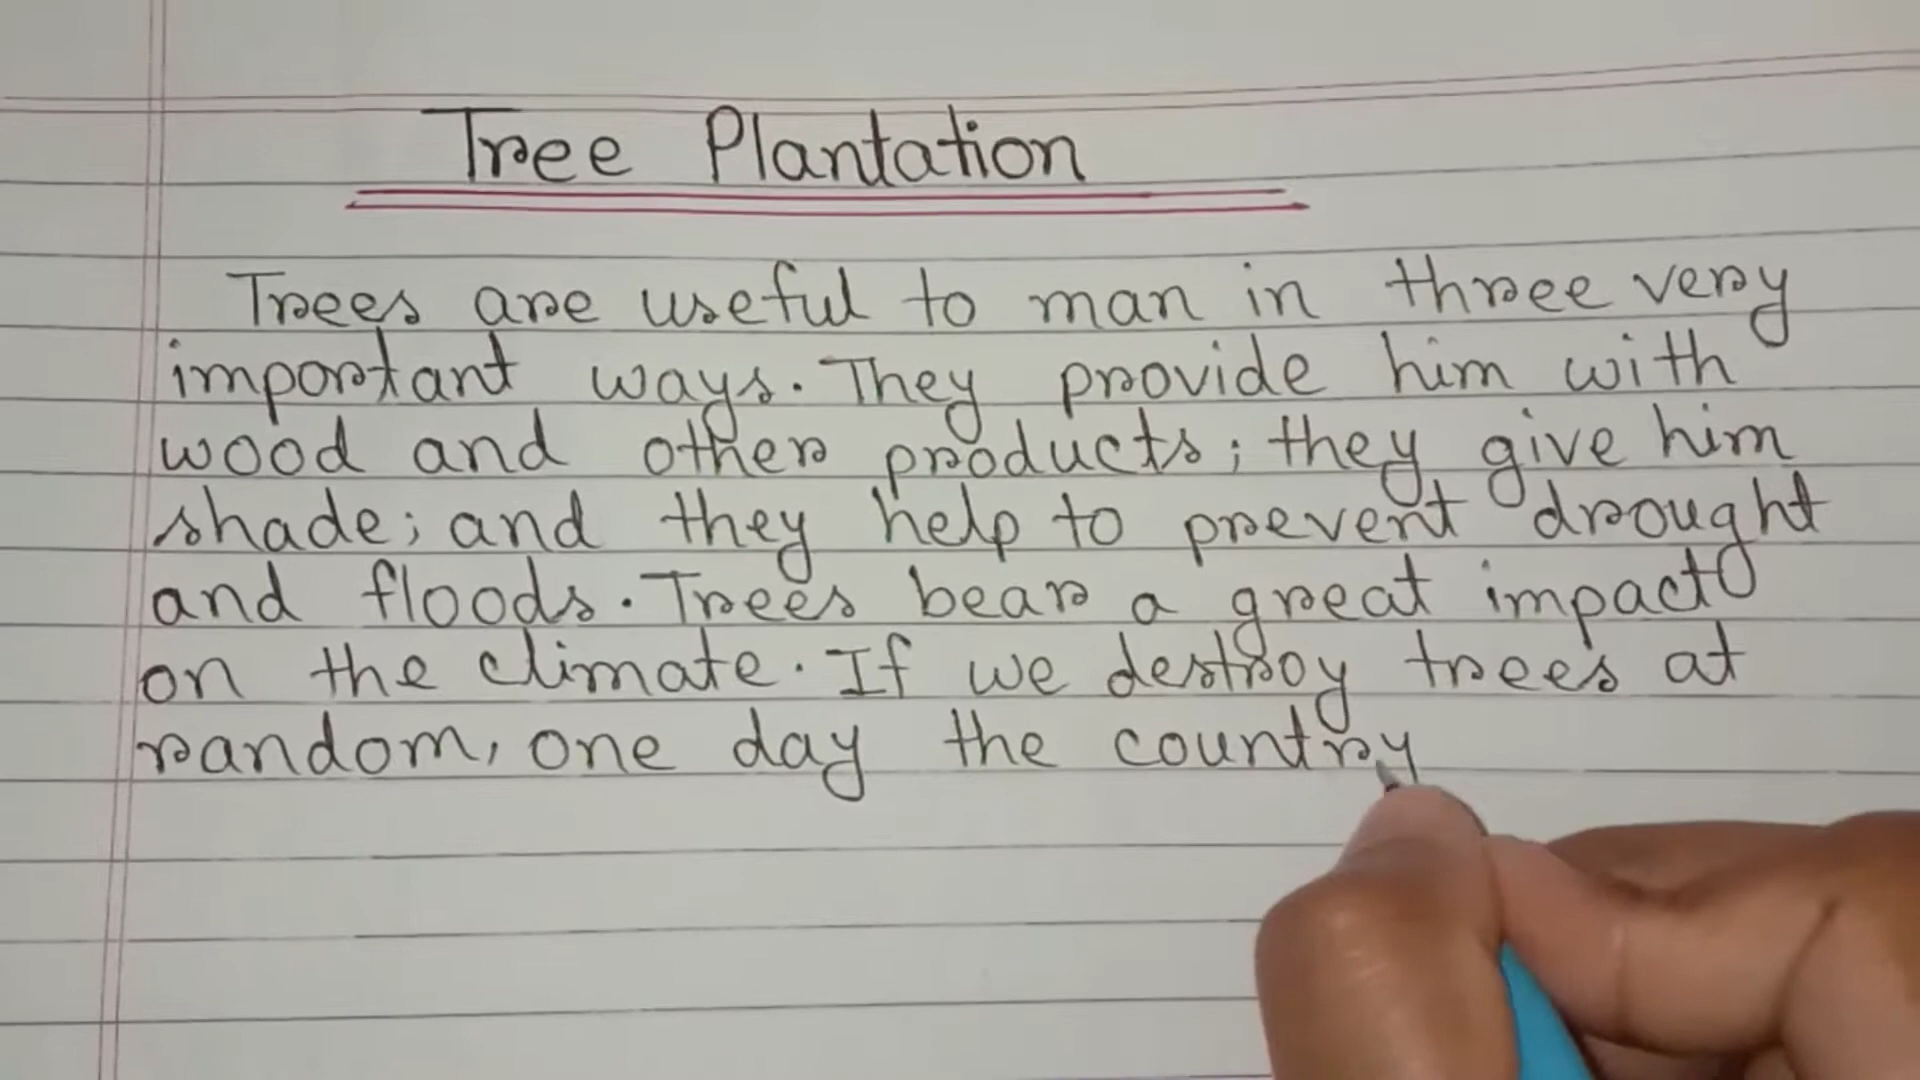 Tree Plantation
Trees are useful to man in three very
important ways. They provide him with
wood and other products; they give him
shade; and they help to prevent drought
and floods. Trees bear a great impact
on the climate. If we destroy trees at
random, one day the country